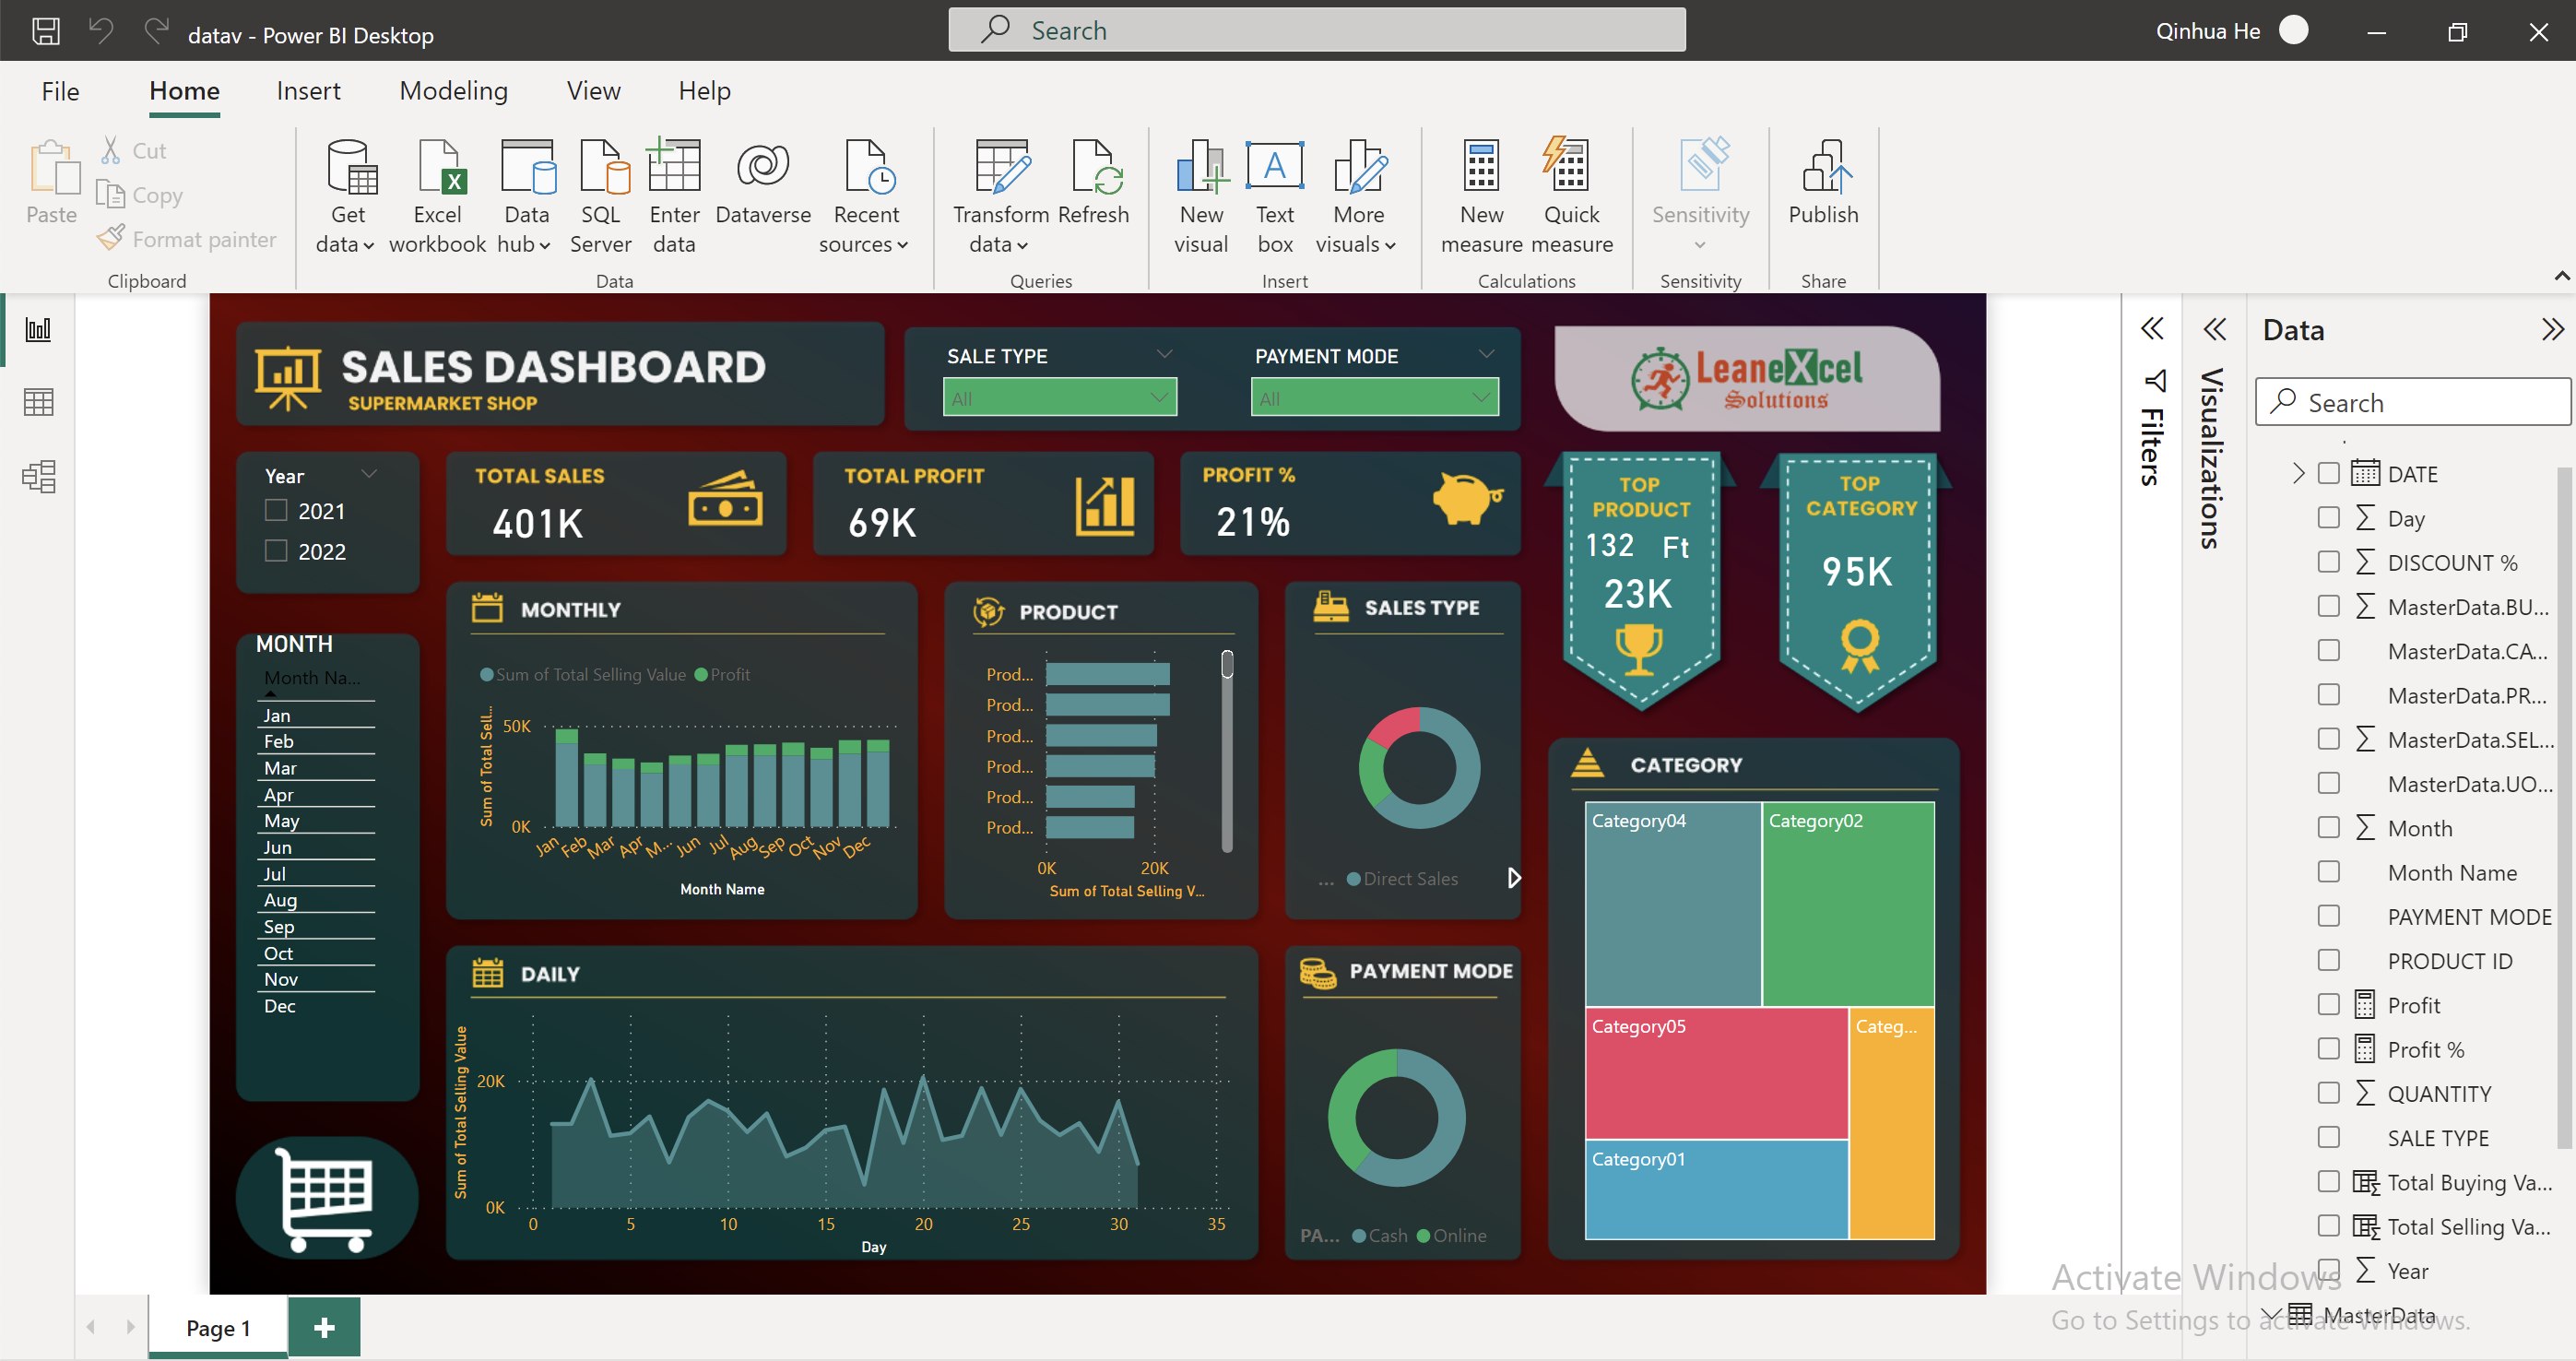 datav - Power BI Desktop
Search
Qinhua He
File
Home
Insert
Modeling
View
Help
Paste
Cut
Copy
Format painter
Clipboard
Get data
Excel workbook
Data hub
SQL Server
Enter data
Dataverse
Recent sources
Data
Transform data
Refresh
Queries
New visual
Text box
More visuals
Insert
New measure
Quick measure
Calculations
Sensitivity
Sensitivity
Publish
Share
SALES DASHBOARD
SUPERMARKET SHOP
SALE TYPE
All
PAYMENT MODE
All
LeaneXcel
Solutions
Year
2021
2022
TOTAL SALES
401K
TOTAL PROFIT
69K
PROFIT %
21%
TOP
PRODUCT
132 Ft
23K
TOP
CATEGORY
95K
MONTH
Month Na...
Jan
Feb
Mar
Apr
May
Jun
Jul
Aug
Sep
Oct
Nov
Dec
MONTHLY
Sum of Total Selling Value
Profit
Sum of Total Sell...
50K
0K
Jan
Feb
Mar
Apr
M...
Jun
Jul
Aug
Sep
Oct
Nov
Dec
Month Name
PRODUCT
Prod...
Prod...
Prod...
Prod...
Prod...
Prod...
0K
20K
Sum of Total Selling V...
SALES TYPE
... Direct Sales
CATEGORY
Category04
Category02
Category05
Categ...
Category01
DAILY
Sum of Total Selling Value
20K
0K
0
5
10
15
20
25
30
35
Day
PAYMENT MODE
PA...
Cash
Online
Filters
Visualizations
Data
Search
DATE
Day
DISCOUNT %
MasterData.BU...
MasterData.CA...
MasterData.PR...
MasterData.SEL...
MasterData.UO...
Month
Month Name
PAYMENT MODE
PRODUCT ID
Profit
Profit %
QUANTITY
SALE TYPE
Total Buying Va...
Total Selling Va...
Year
MasterData
Activate Windows
Go to Settings to activate Windows.
Page 1